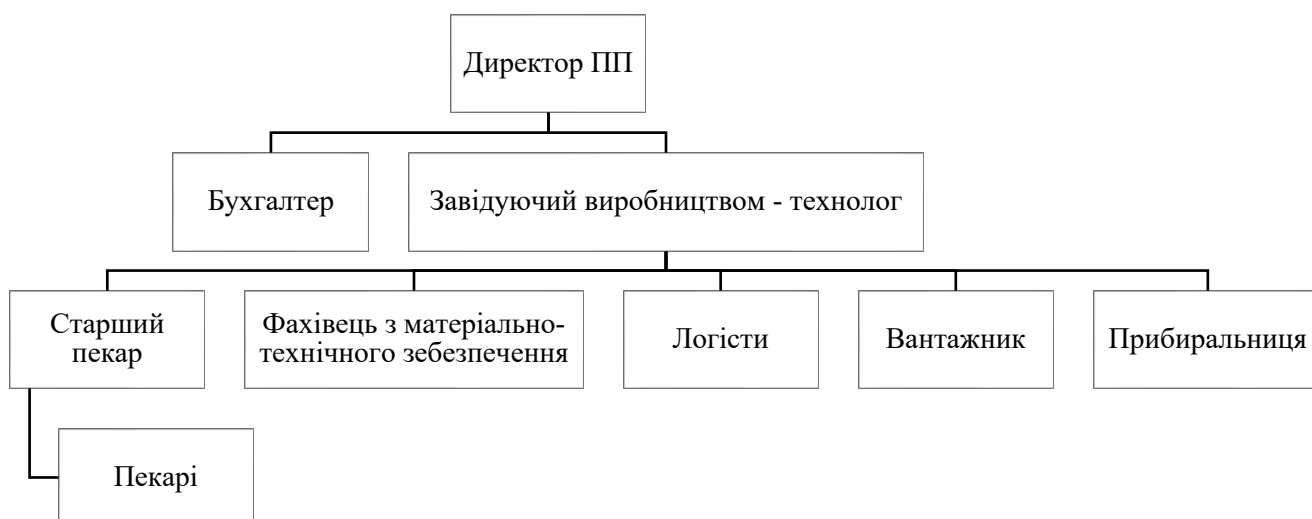 Директор ПП
Бухгалтер
Завідуючий виробництвом - технолог
Старший
пекар
Фахівець з матеріально-
технічного зебезпечення
Логісти
Вантажник
Прибиральниця
Пекарі